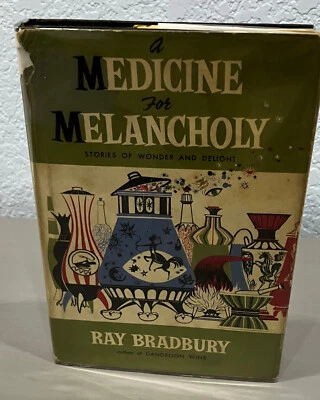 A
MEDICINE
For
MELANCHOLY
STORIES OF WONDER AND DELIGHT
RAY BRADBURY
author of DANDELION WINE